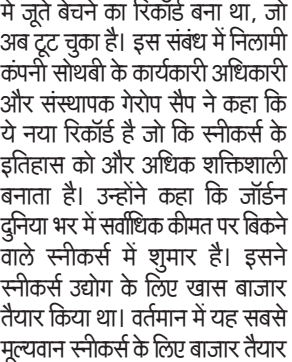 में जूते बेचने का रिकॉर्ड बना था, जो
अब टूट चुका है। इस संबंध में निलामी
कंपनी सोथबी के कार्यकारी अधिकारी
और संस्थापक गेरोप सैप ने कहा कि
ये नया रिकॉर्ड है जो कि स्नीकर्स के
इतिहास को और अधिक शक्तिशाली
बनाता है। उन्होंने कहा कि जॉर्डन
दुनिया भर में सर्वाधिक कीमत पर बिकने
वाले स्नीकर्स में शुमार है। इसने
स्नीकर्स उद्योग के लिए खास बाजार
तैयार किया था। वर्तमान में यह सबसे
मूल्यवान स्नीकर्स के लिए बाजार तैयार